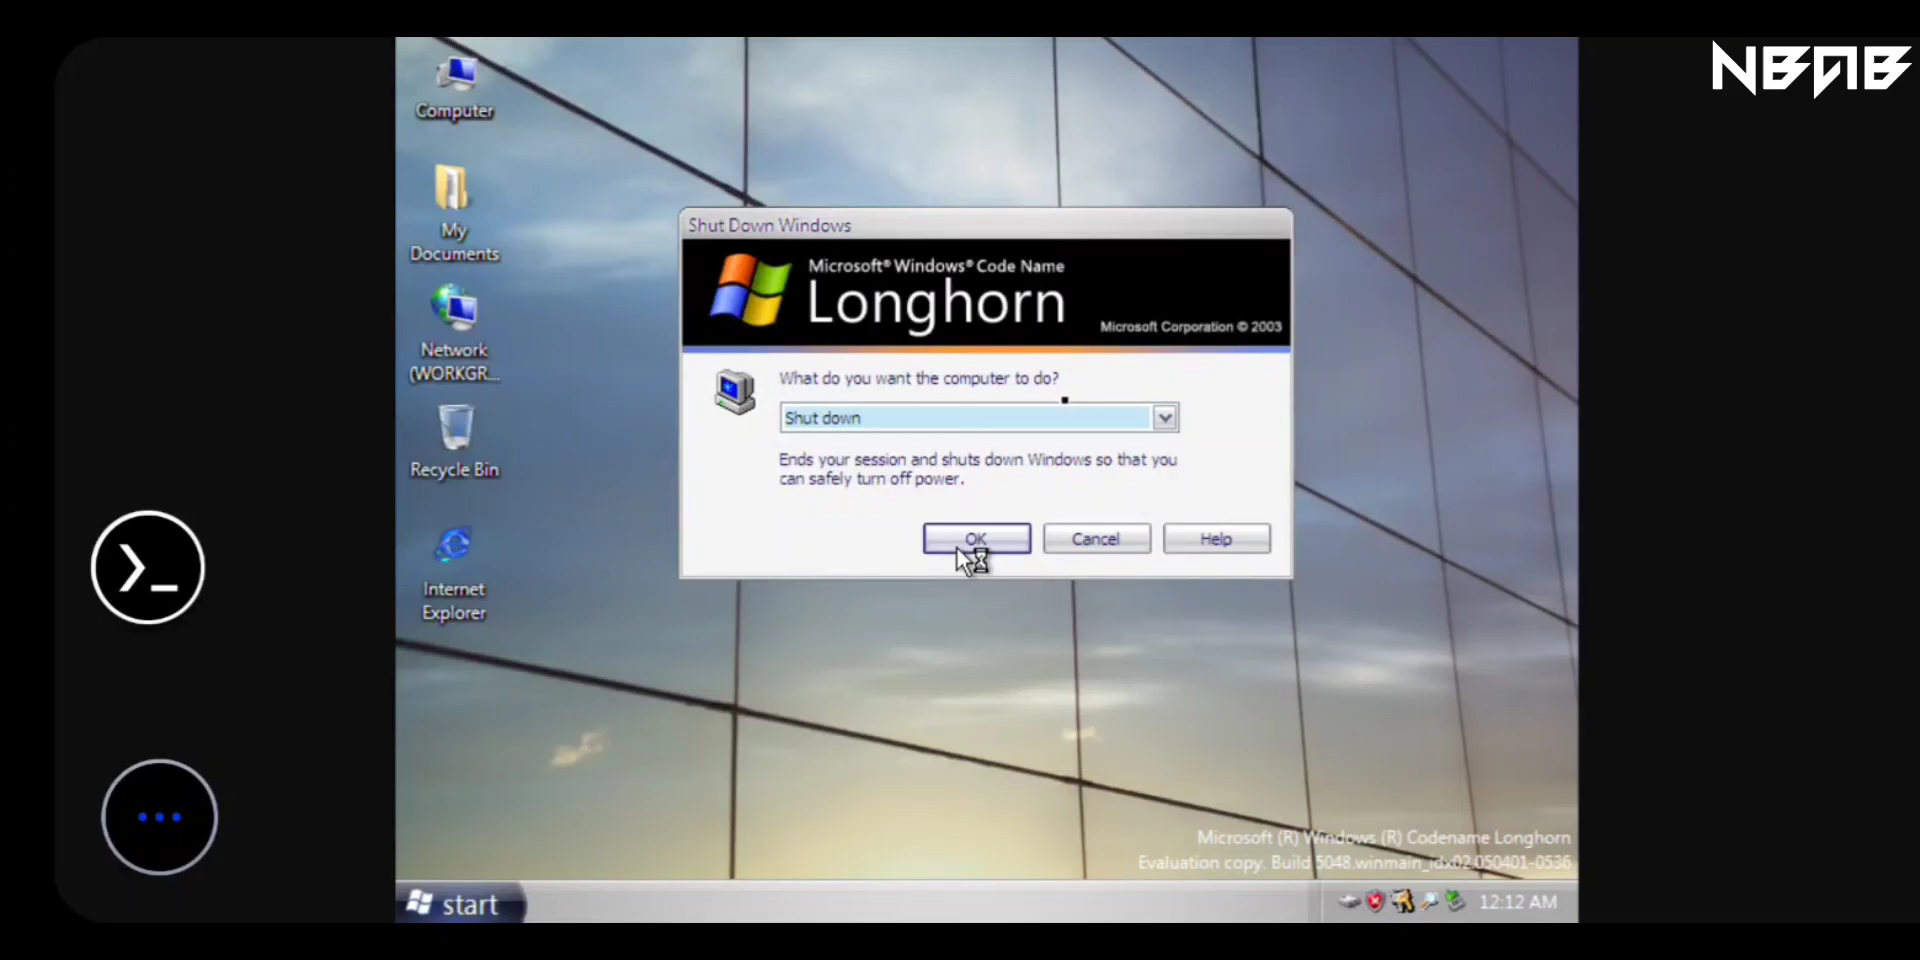 NBAB
Computer
My
Documents
Network
(WORKGR...
Recycle Bin
Internet
Explorer
Shut Down Windows
Microsoft® Windows® Code Name
Longhorn
Microsoft Corporation © 2003
What do you want the computer to do?
Shut down
Ends your session and shuts down Windows so that you
can safely turn off power.
OK
Cancel
Help
Microsoft (R) Windows (R) Codename Longhorn
Evaluation copy. Build 5048.winmain_idx02.050401-0536
start
12:12 AM